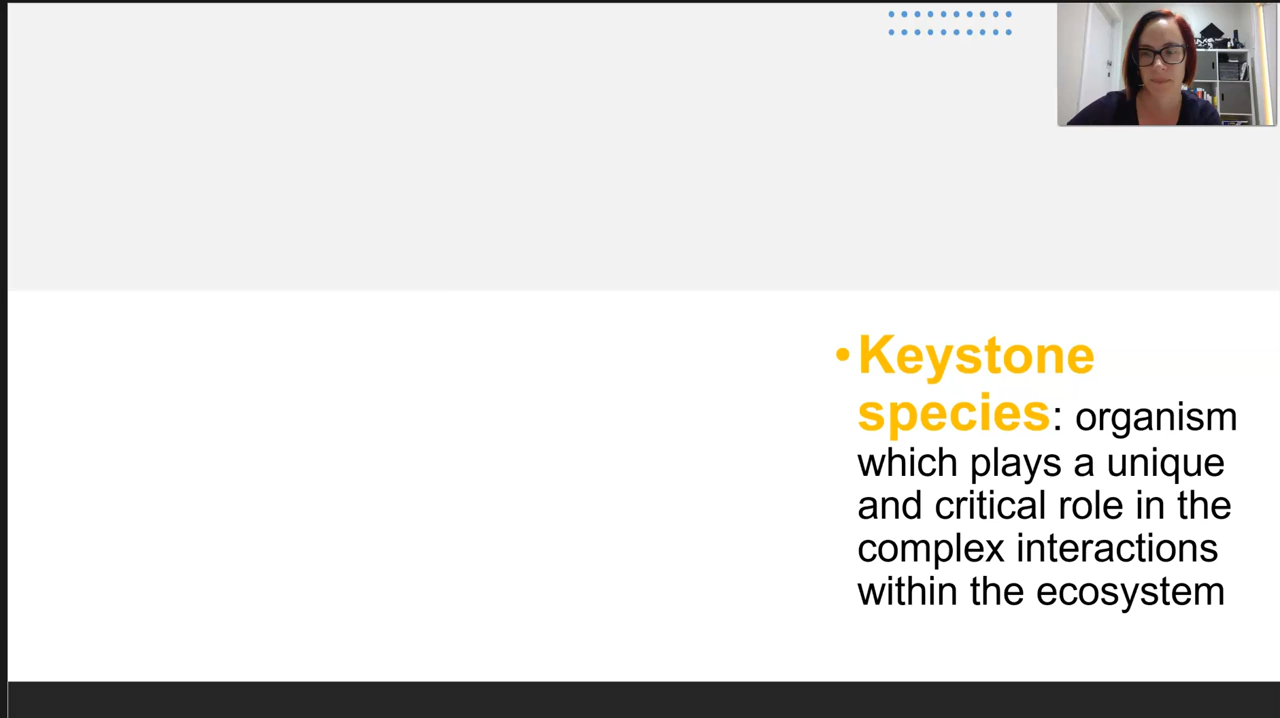 •Keystone
species: organism
which plays a unique
and critical role in the
complex interactions
within the ecosystem